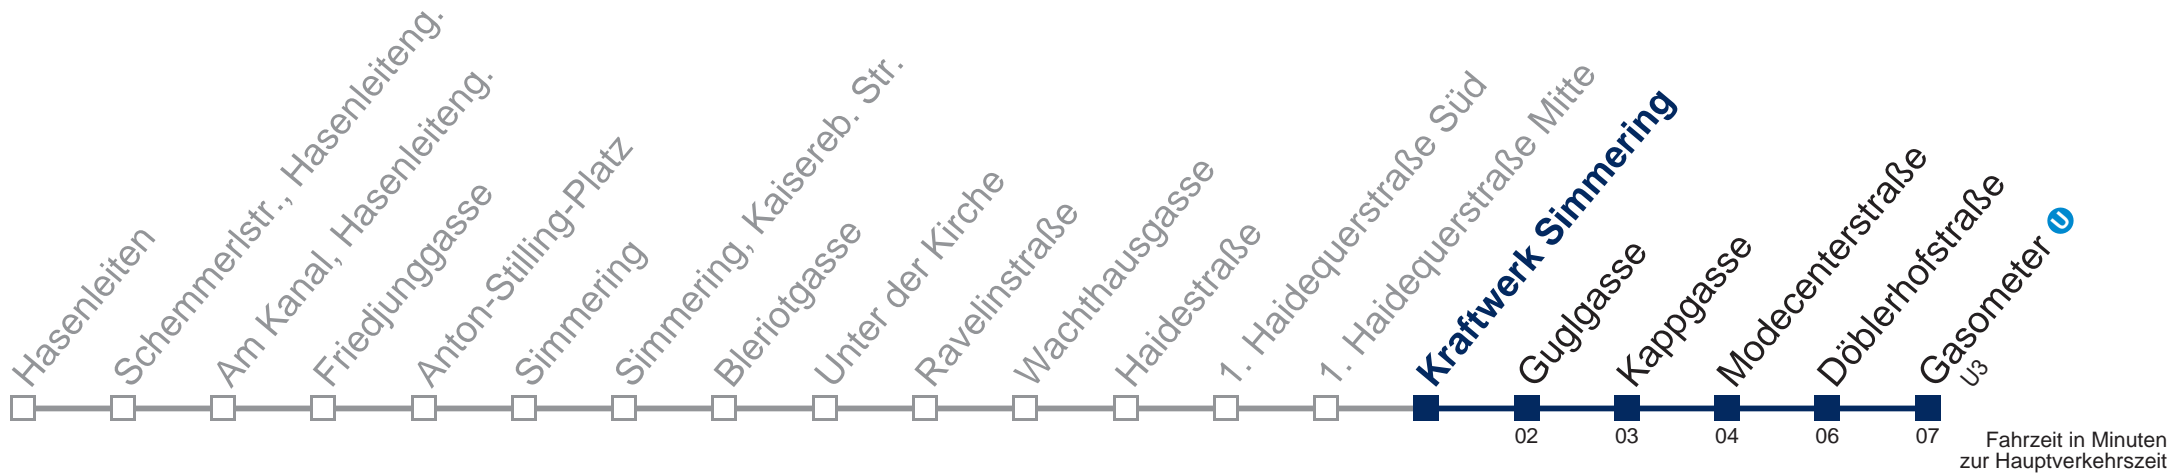 Hasenleiten
Schemmerlstr., Hasenleiteng.
Am Kanal, Hasenleiteng.
Friedjunggasse
Anton-Stilling-Platz
Simmering
Simmering, Kaisereb. Str.
Bleriotgasse
Unter der Kirche
Ravelinstraße
Wachthausgasse
Haidestraße
1. Haidequerstraße Süd
1. Haidequerstraße Mitte
Kraftwerk Simmering
Guglgasse
Kappgasse
Modecenterstraße
Döblerhofstraße
Gasometer U
U3
02
03
04
06
07
Fahrzeit in Minuten
zur Hauptverkehrszeit